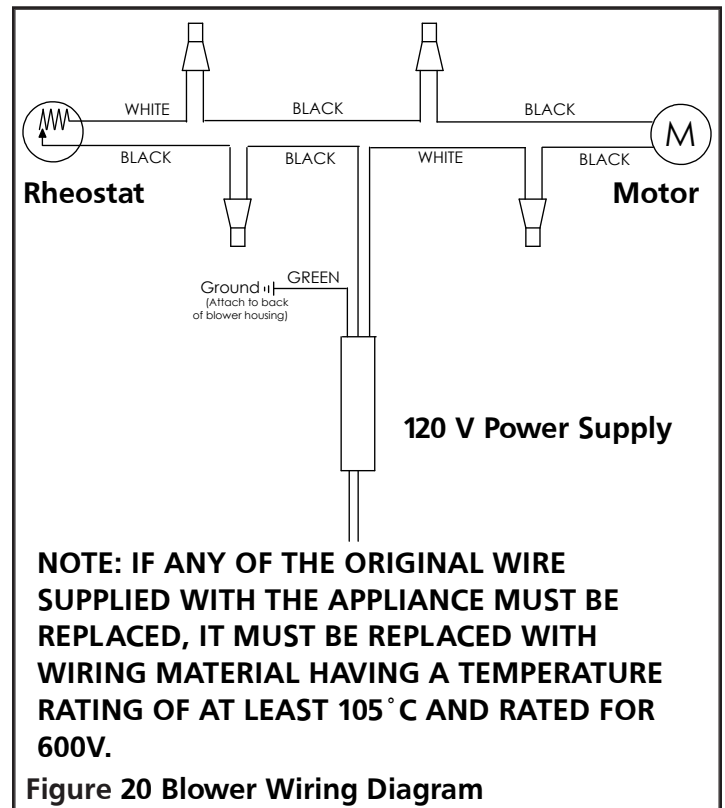 WHITE
BLACK
BLACK
BLACK
BLACK
WHITE
BLACK
Rheostat
Motor
M
Ground
GREEN
(Attach to back
of blower housing)
120 V Power Supply
NOTE: IF ANY OF THE ORIGINAL WIRE
SUPPLIED WITH THE APPLIANCE MUST BE
REPLACED, IT MUST BE REPLACED WITH
WIRING MATERIAL HAVING A TEMPERATURE
RATING OF AT LEAST 105°C AND RATED FOR
600V.
Figure 20 Blower Wiring Diagram